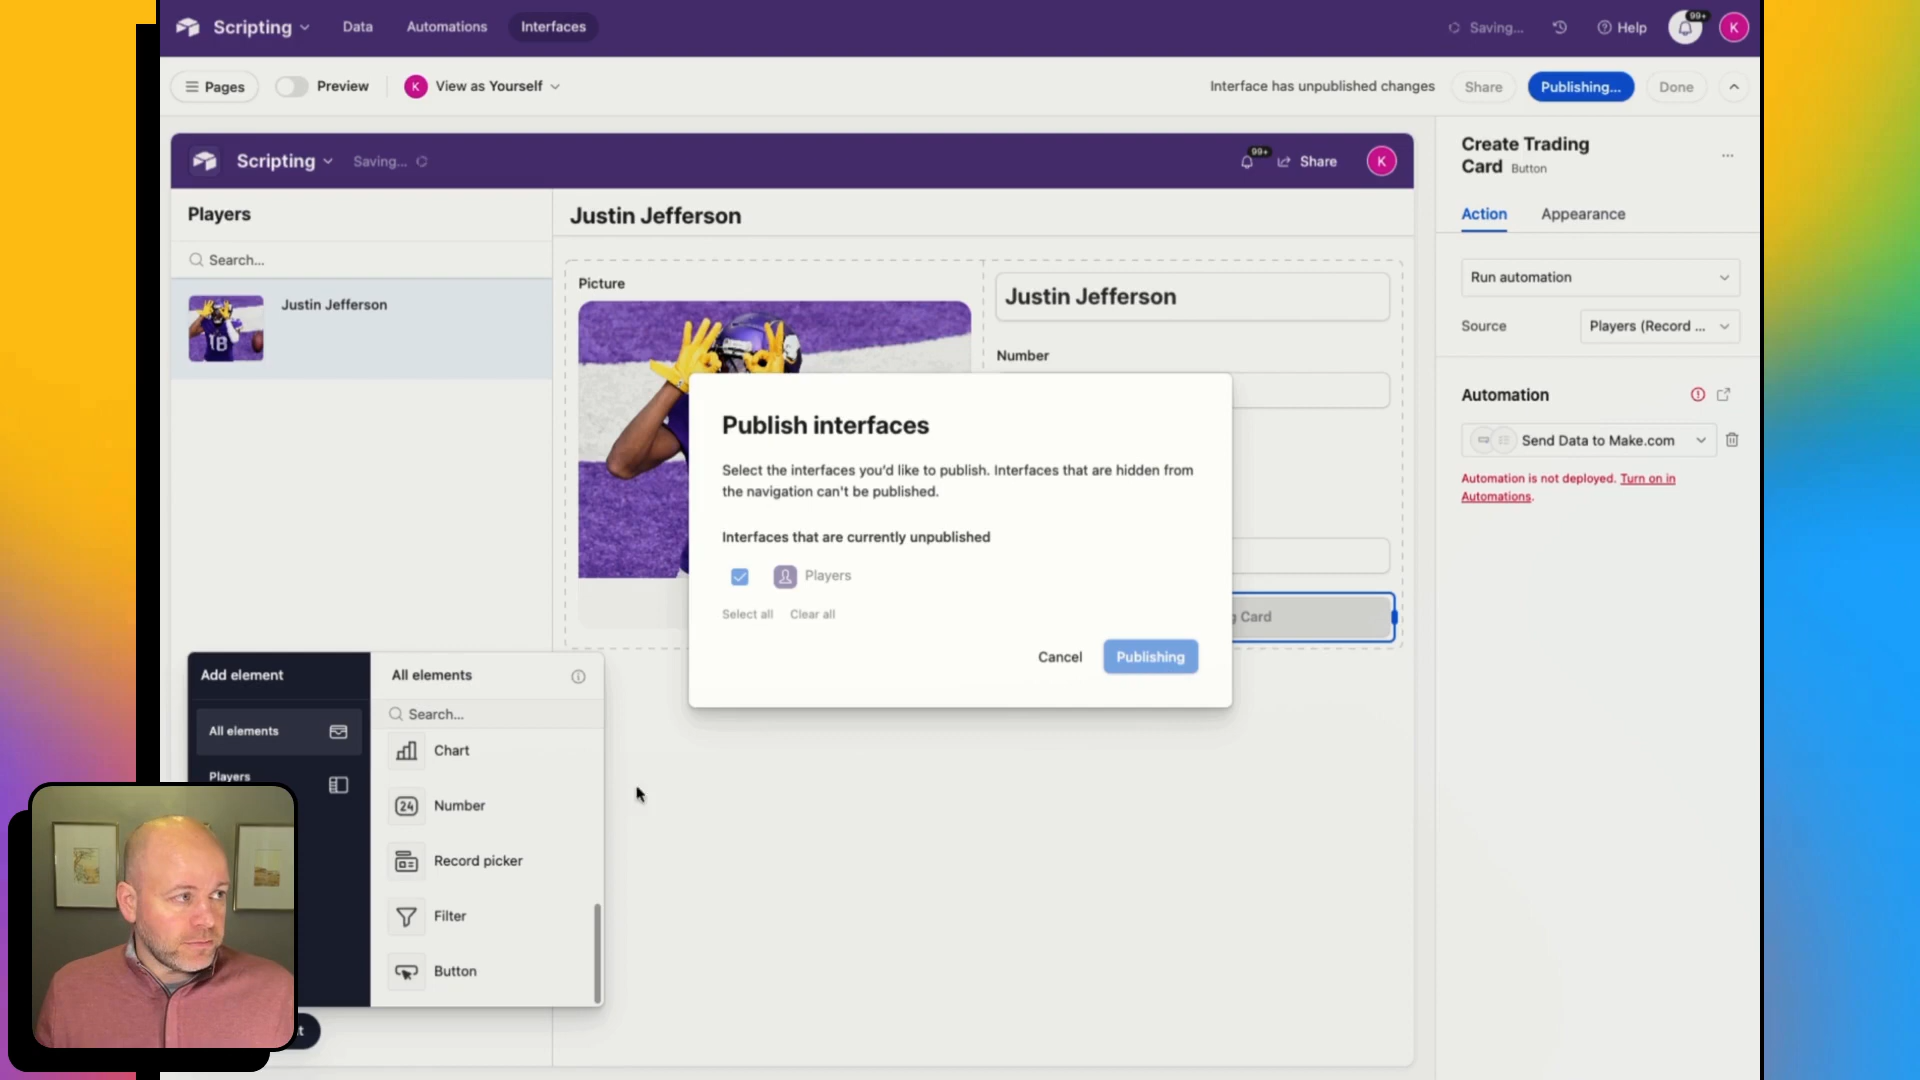 Scripting
Data
Automations
Interfaces
Saving...
Help
99+
K
Pages
Preview
K
View as Yourself
Interface has unpublished changes
Share
Publishing...
Done
Scripting
Saving...
99+
Share
K
Players
Search...
Justin Jefferson
18
Justin Jefferson
Picture
Justin Jefferson
Number
g Card
Publish interfaces
Select the interfaces you'd like to publish. Interfaces that are hidden from
the navigation can't be published.
Interfaces that are currently unpublished
Players
Select all
Clear all
Cancel
Publishing
Add element
All elements
Players
All elements
Search...
Chart
24
Number
Record picker
Filter
Button
t
Create Trading
Card Button
Action
Appearance
Run automation
Source
Players (Record ...
Automation
Send Data to Make.com
Automation is not deployed. Turn on in
Automations.